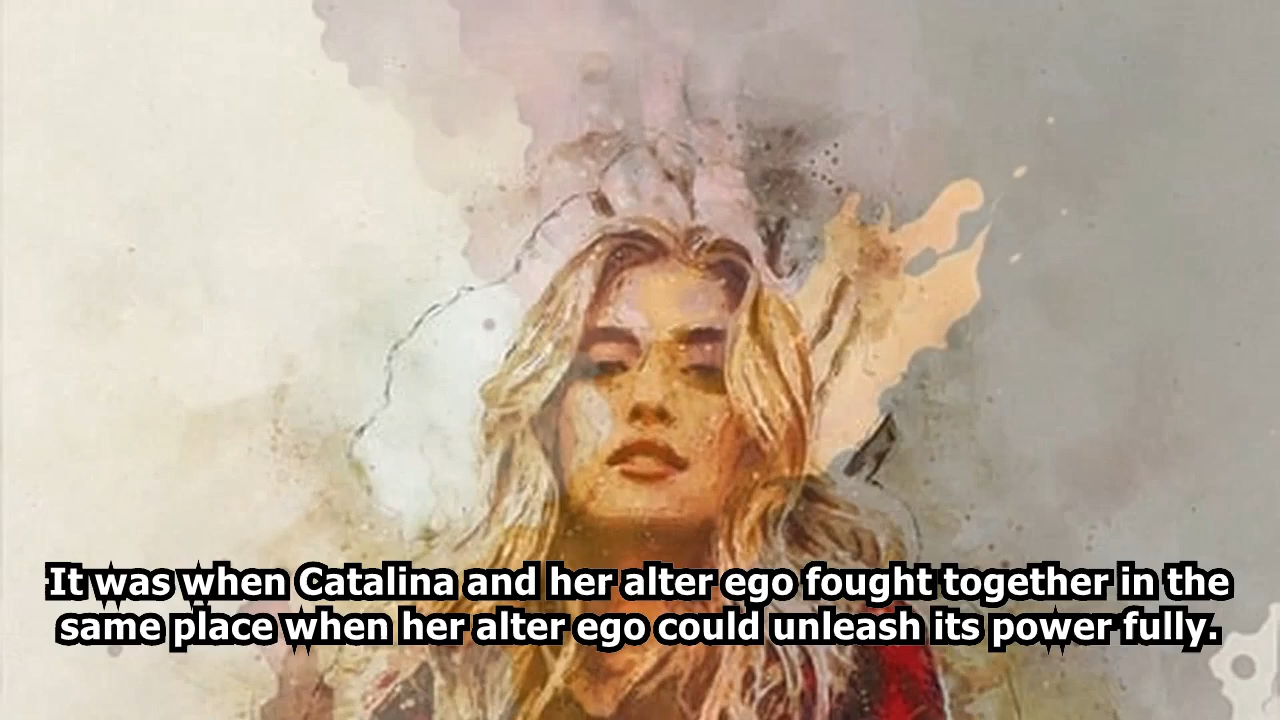 It was when Catalina and her alter ego fought together in the
same place when her alter ego could unleash its power fully.